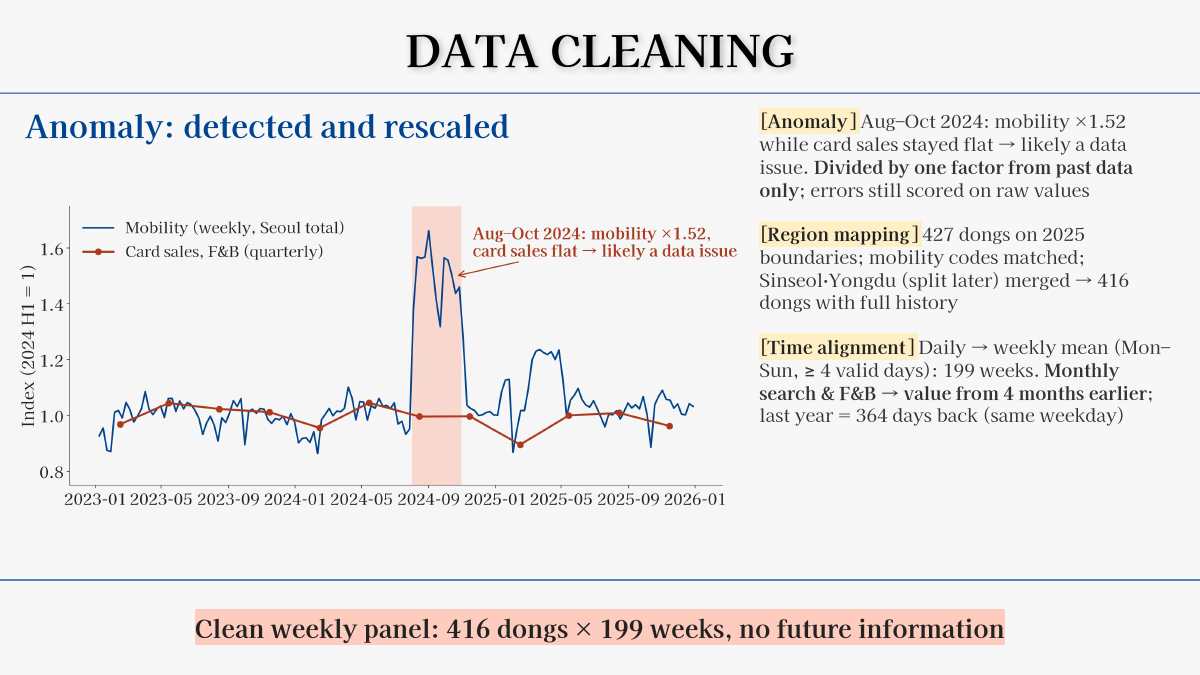 DATA CLEANING
Anomaly: detected and rescaled
Mobility (weekly, Seoul total)
Card sales, F&B (quarterly)
Aug–Oct 2024: mobility ×1.52,
card sales flat → likely a data issue
Index (2024 H1 = 1)
1.6
1.4
1.2
1.0
0.8
2023-01 2023-05 2023-09 2024-01 2024-05 2024-09 2025-01 2025-05 2025-09 2026-01
[Anomaly] Aug–Oct 2024: mobility ×1.52
while card sales stayed flat → likely a data
issue. Divided by one factor from past data
only; errors still scored on raw values
[Region mapping] 427 dongs on 2025
boundaries; mobility codes matched;
Sinseol·Yongdu (split later) merged → 416
dongs with full history
[Time alignment] Daily → weekly mean (Mon–
Sun, ≥ 4 valid days): 199 weeks. Monthly
search & F&B → value from 4 months earlier;
last year = 364 days back (same weekday)
Clean weekly panel: 416 dongs × 199 weeks, no future information